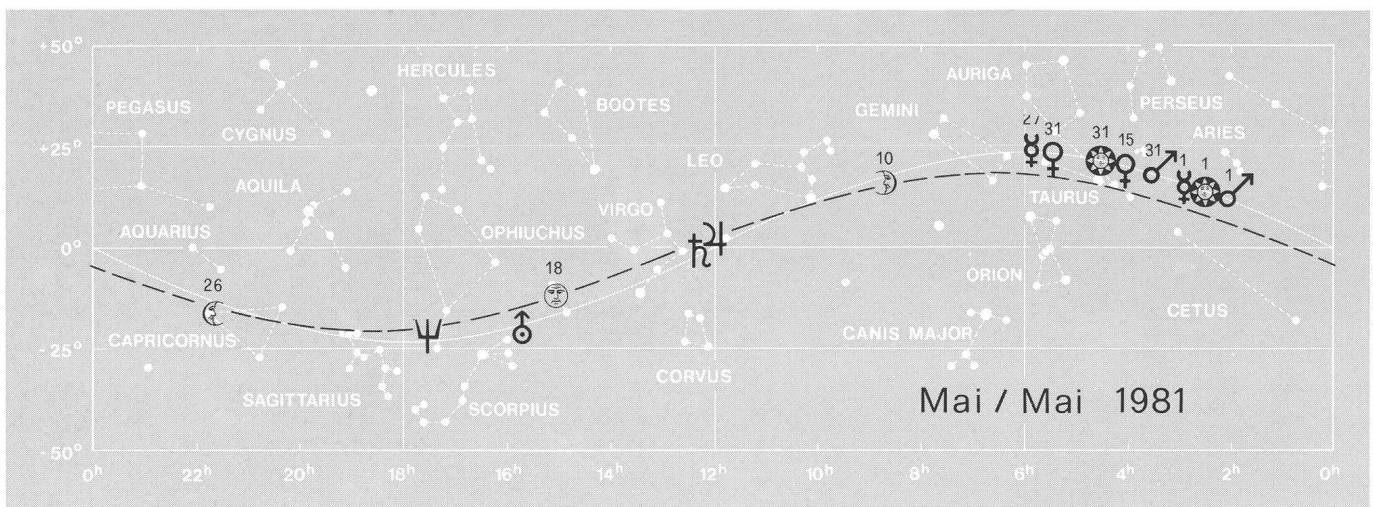 +50°
HERCULES
AURIGA
PEGASUS
BOOTES
GEMINI
PERSEUS
CYGNUS
27 31
31 15
ARIES
+25°
LEO
10
31 1 1 1
AQUILA
VIRGO
TAURUS
AQUARIUS
OPHIUCHUS
0°
26
18
ORION
CETUS
CAPRICORNUS
CANIS MAJOR
-25°
CORVUS
SAGITTARIUS
SCORPIUS
Mai / Mai 1981
-50°
0h 22h 20h 18h 16h 14h 12h 10h 8h 6h 4h 2h 0h